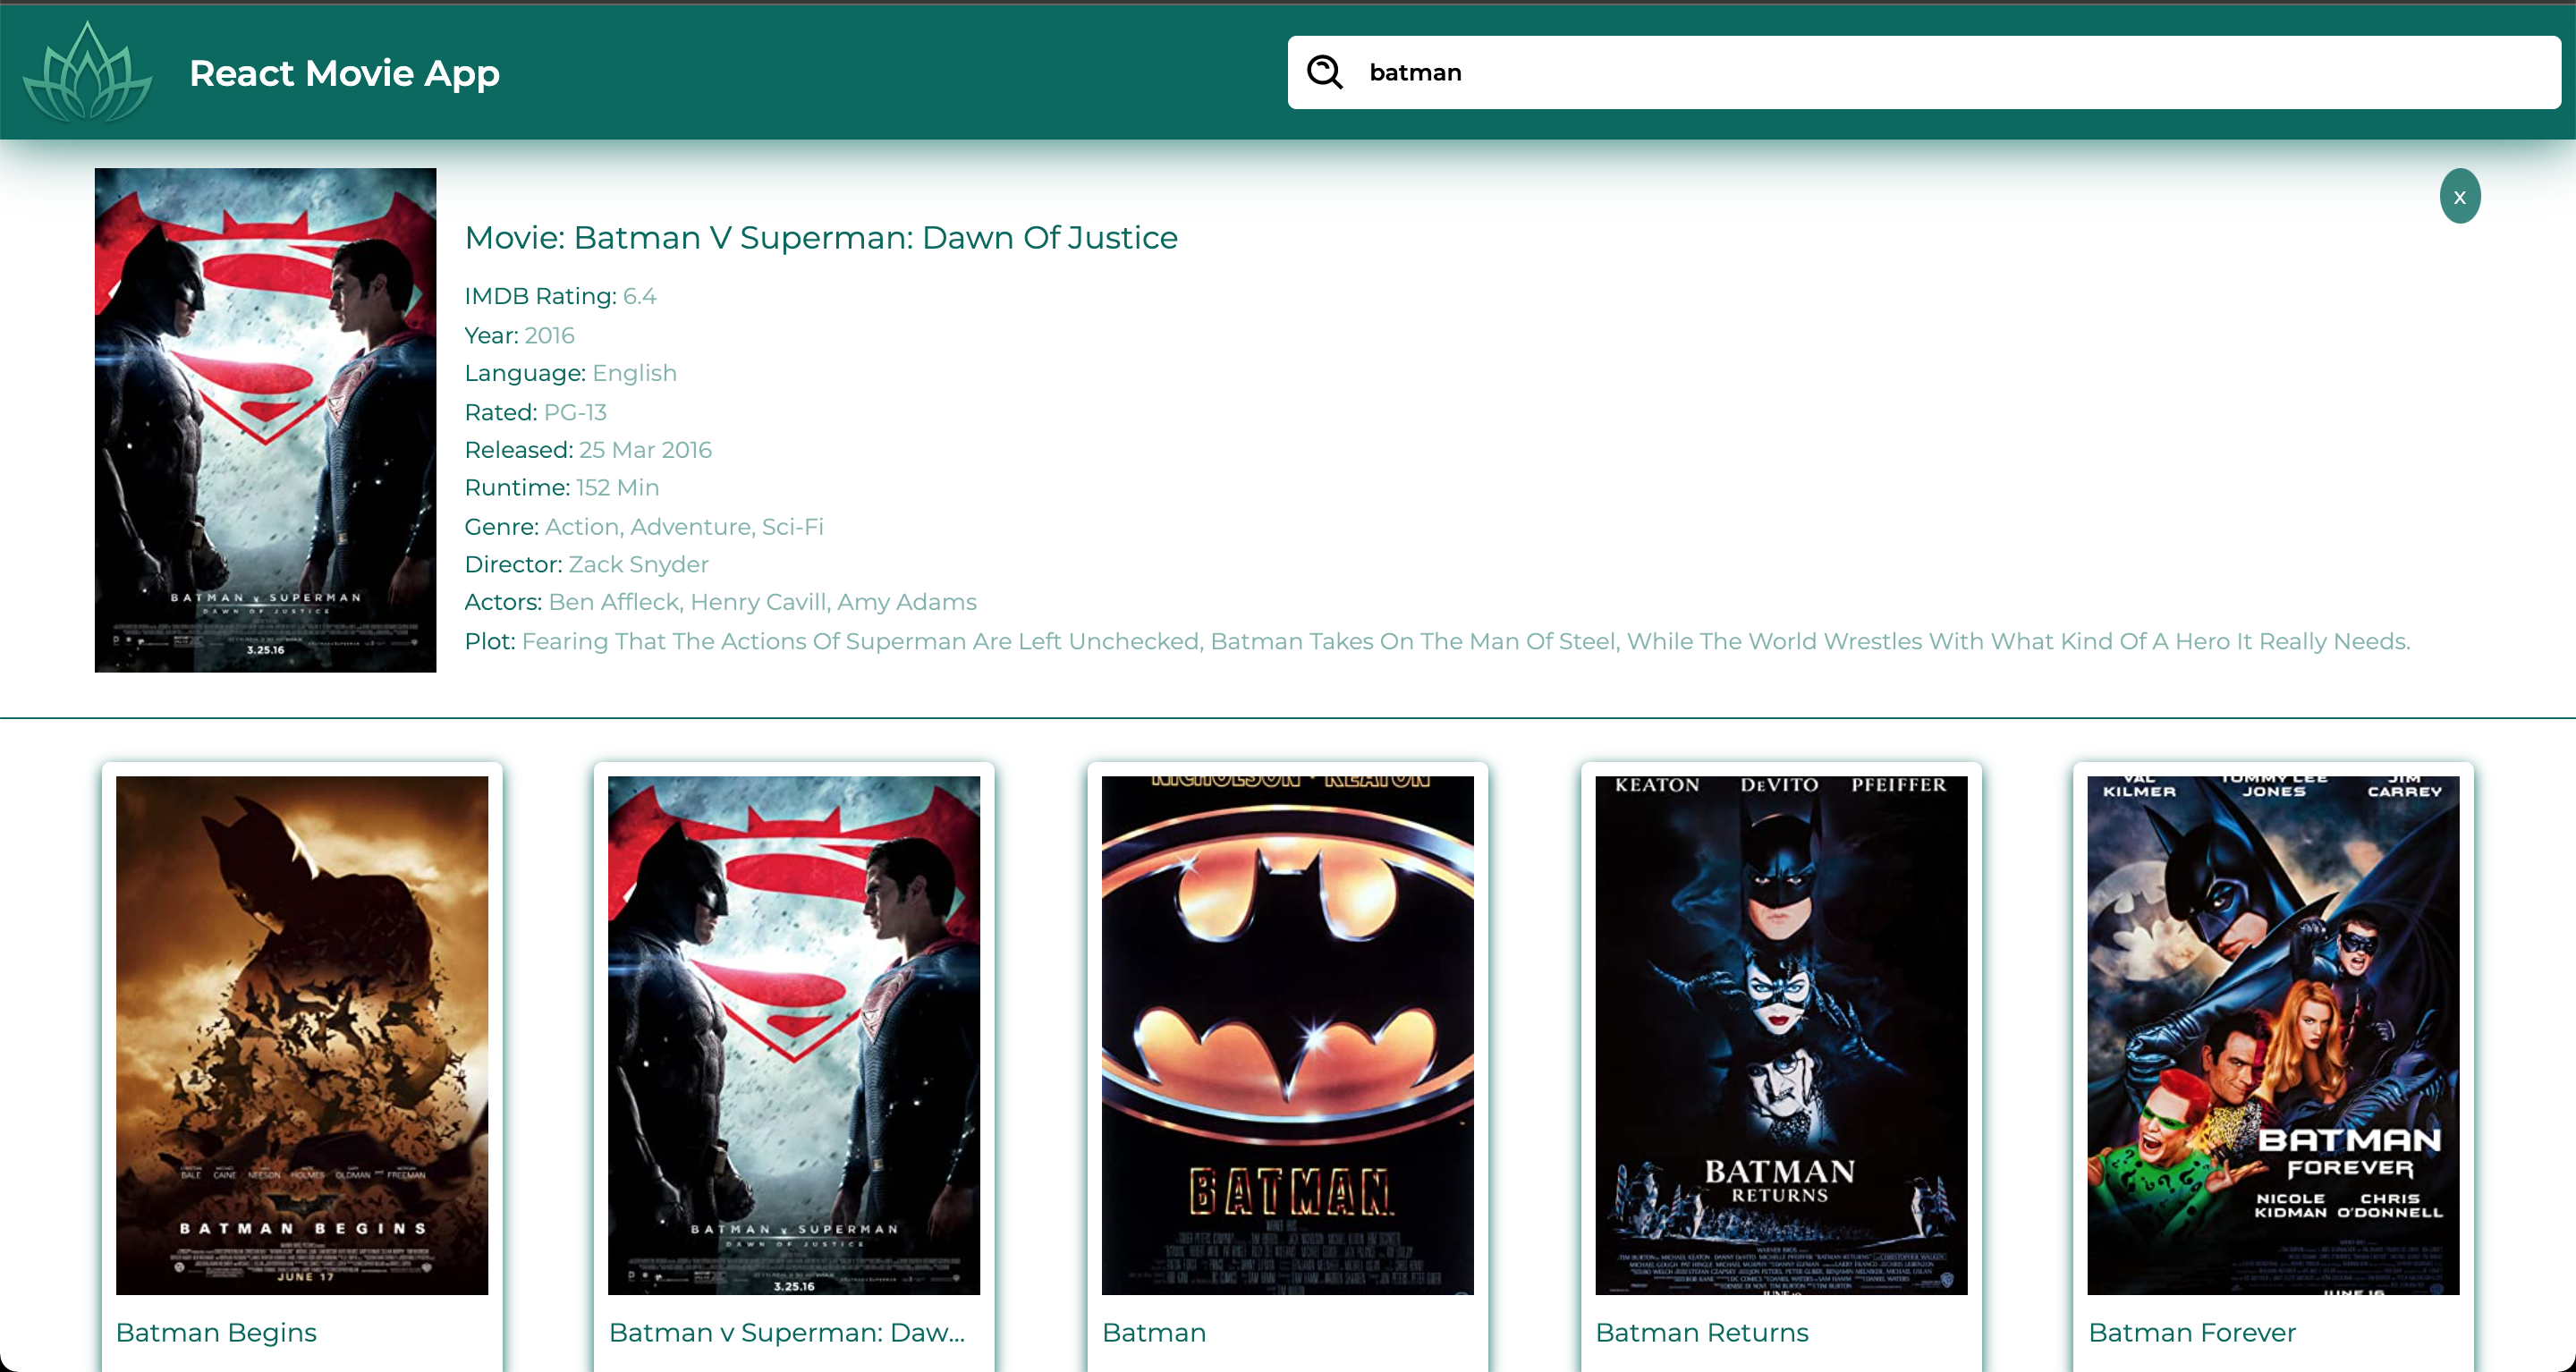 React Movie App
batman
x
Movie: Batman V Superman: Dawn Of Justice
IMDB Rating: 6.4
Year: 2016
Language: English
Rated: PG-13
Released: 25 Mar 2016
Runtime: 152 Min
Genre: Action, Adventure, Sci-Fi
Director: Zack Snyder
Actors: Ben Affleck, Henry Cavill, Amy Adams
Plot: Fearing That The Actions Of Superman Are Left Unchecked, Batman Takes On The Man Of Steel, While The World Wrestles With What Kind Of A Hero It Really Needs.
BATMAN v SUPERMAN
DAWN OF JUSTICE
3.25.16
BALE CAINE NEESON HOLMES OLDMAN and FREEMAN
BATMAN BEGINS
JUNE 17
Batman Begins
BATMAN v SUPERMAN
DAWN OF JUSTICE
3.25.16
Batman v Superman: Daw...
NICHOLSON · KEATON
BATMAN
Batman
KEATON DeVITO PFEIFFER
BATMAN
RETURNS
Batman Returns
VAL TOMMY LEE JIM
KILMER JONES CARREY
BATMAN
FOREVER
NICOLE CHRIS
KIDMAN O'DONNELL
JUNE 16
Batman Forever